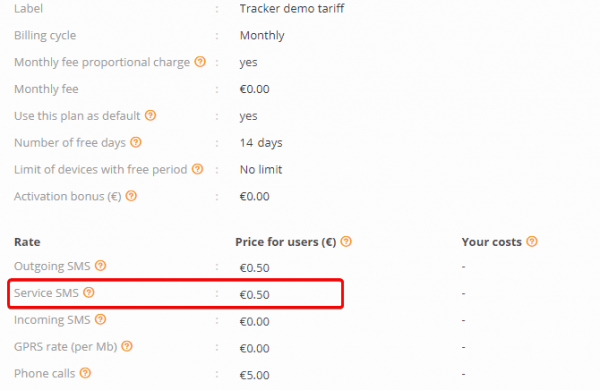 Label : Tracker demo tariff
Billing cycle : Monthly
Monthly fee proportional charge ? : yes
Monthly fee : €0.00
Use this plan as default ? : yes
Number of free days ? : 14 days
Limit of devices with free period ? : No limit
Activation bonus (€) ? : €0.00
Rate Price for users (€) ? Your costs ?
Outgoing SMS ? : €0.50 -
Service SMS ? : €0.50 -
Incoming SMS ? : €0.00 -
GPRS rate (per Mb) ? : €0.00 -
Phone calls ? : €5.00 -